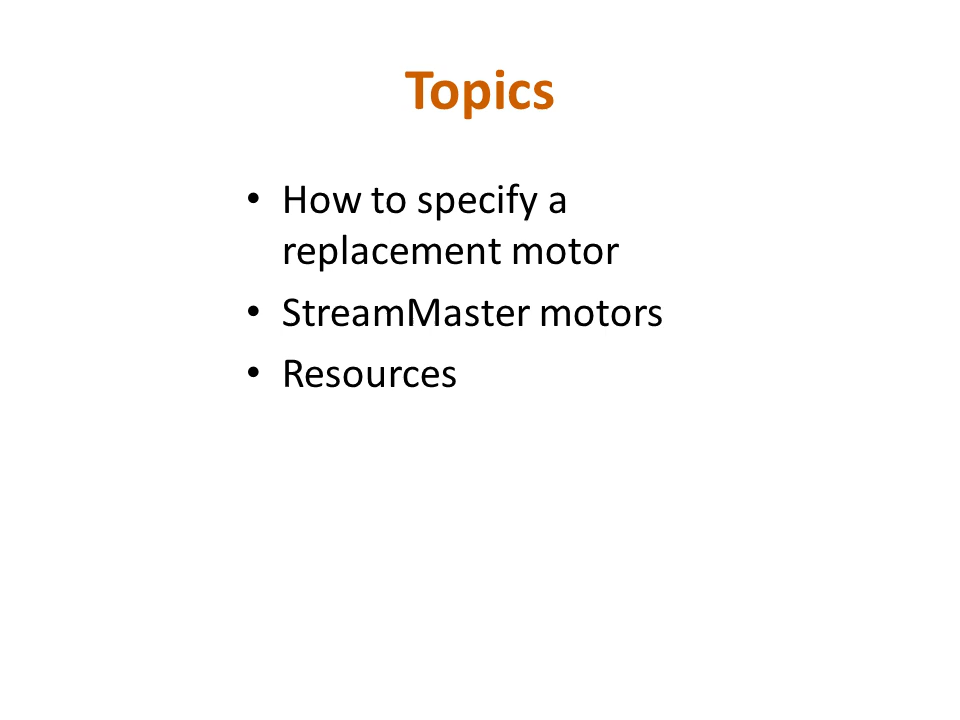 Topics
• How to specify a
replacement motor
• StreamMaster motors
• Resources